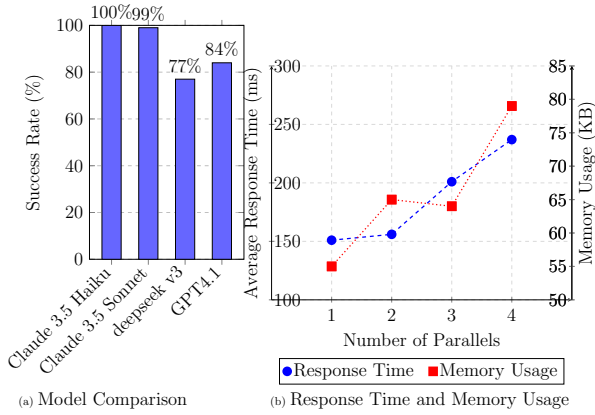 100%
99%
77%
84%
100
80
60
40
20
0
Success Rate (%)
Claude 3.5 Haiku
Claude 3.5 Sonnet
deepseek v3
GPT4.1
(a) Model Comparison
300
250
200
150
100
Average Response Time (ms)
85
80
75
70
65
60
55
50
Memory Usage (KB)
1 2 3 4
Number of Parallels
Response Time Memory Usage
(b) Response Time and Memory Usage